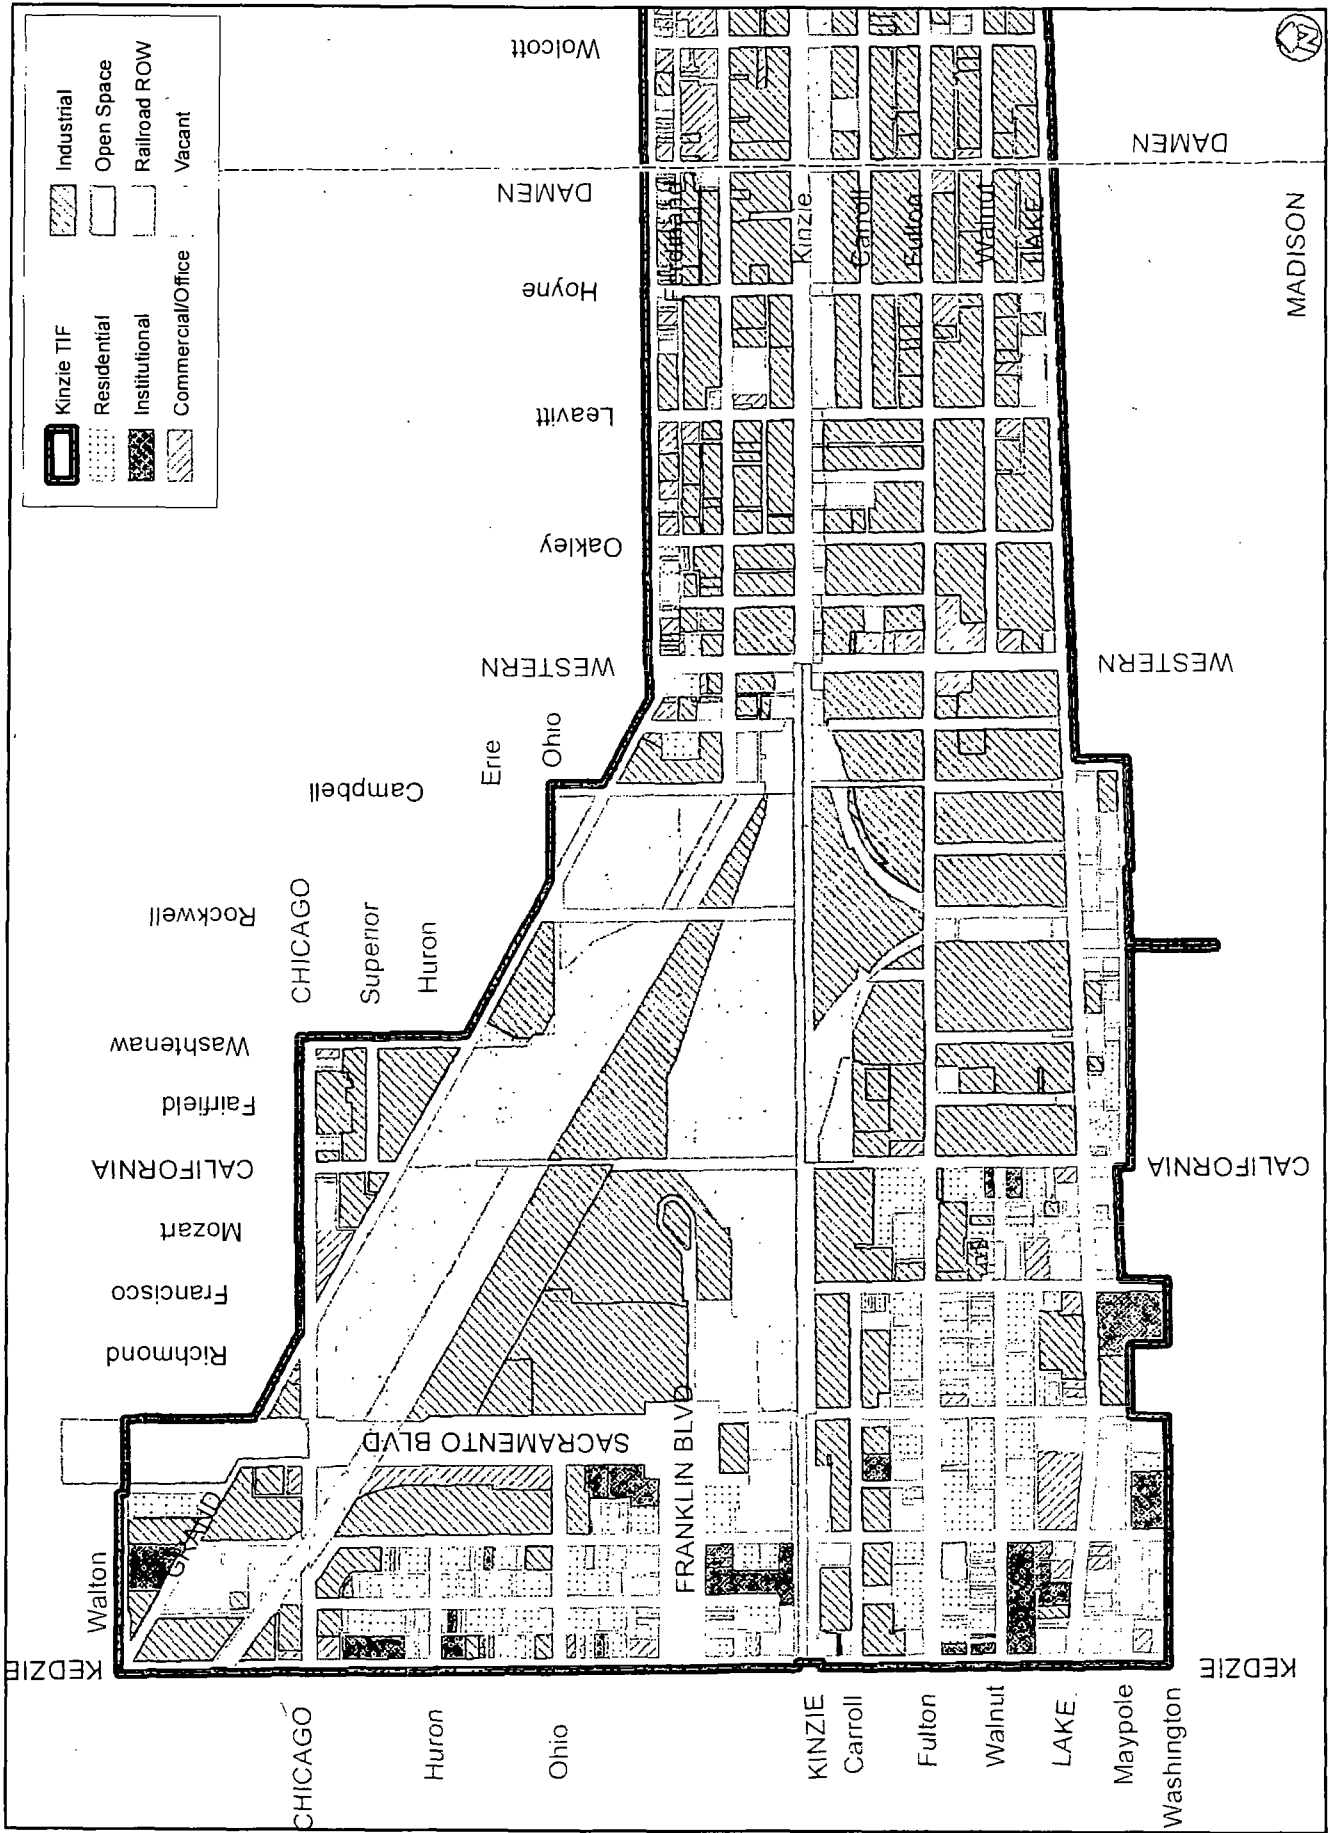 Kinzie TIF
Residential
Institutional
Commercial/Office
Industrial
Open Space
Railroad ROW
Vacant
Wolcott
DAMEN
Hoyne
Leavitt
Oakley
WESTERN
Campbell
Rockwell
Washtenaw
Fairfield
CALIFORNIA
Mozart
Francisco
Richmond
Erie
Ohio
CHICAGO
Superior
Huron
Ferdinand
Kinzie
Carroll
Fulton
Walnut
LAKE
DAMEN
MADISON
WESTERN
CALIFORNIA
SACRAMENTO BLVD
FRANKLIN BLVD
GRAND
Walton
KEDZIE
KEDZIE
CHICAGO
Huron
Ohio
KINZIE
Carroll
Fulton
Walnut
LAKE
Maypole
Washington
N